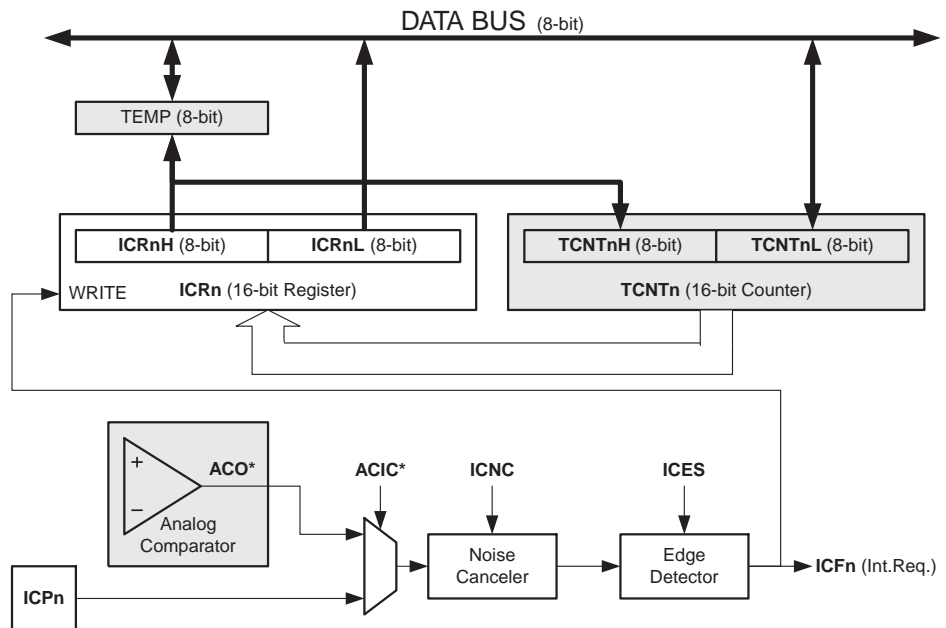 DATA BUS (8-bit)
TEMP (8-bit)
ICRnH (8-bit) ICRnL (8-bit)
WRITE
ICRn (16-bit Register)
TCNTnH (8-bit) TCNTnL (8-bit)
TCNTn (16-bit Counter)
+
−
ACO*
Analog
Comparator
ACIC*
ICNC
ICES
Noise
Canceler
Edge
Detector
ICFn (Int.Req.)
ICPn